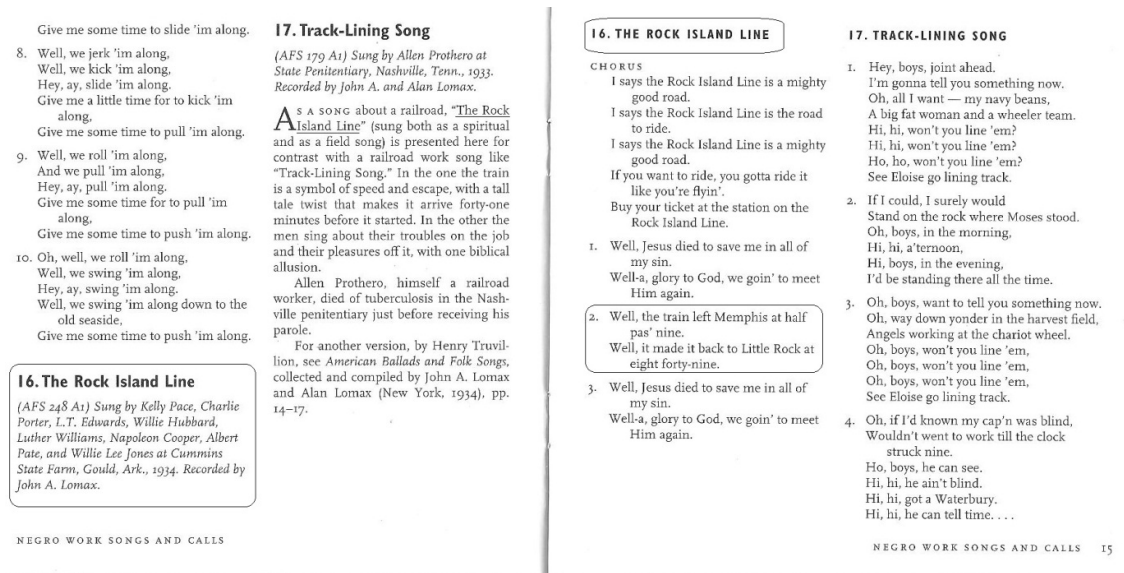 Give me some time to slide 'im along.
8. Well, we jerk 'im along,
Well, we kick 'im along,
Hey, ay, slide 'im along.
Give me a little time for to kick 'im
along,
Give me some time to pull 'im along.
9. Well, we roll 'im along,
And we pull 'im along,
Hey, ay, pull 'im along.
Give me some time for to pull 'im
along,
Give me some time to push 'im along.
10. Oh, well, we roll 'im along,
Well, we swing 'im along,
Hey, ay, swing 'im along.
Well, we swing 'im along down to the
old seaside,
Give me some time to push 'im along.
16. The Rock Island Line
(AFS 248 A1) Sung by Kelly Pace, Charlie
Porter, L.T. Edwards, Willie Hubbard,
Luther Williams, Napoleon Cooper, Albert
Pate, and Willie Lee Jones at Cummins
State Farm, Gould, Ark., 1934. Recorded by
John A. Lomax.
NEGRO WORK SONGS AND CALLS
17. Track-Lining Song
(AFS 179 A1) Sung by Allen Prothero at
State Penitentiary, Nashville, Tenn., 1933.
Recorded by John A. and Alan Lomax.
AS A SONG about a railroad, "The Rock
Island Line" (sung both as a spiritual
and as a field song) is presented here for
contrast with a railroad work song like
"Track-Lining Song." In the one the train
is a symbol of speed and escape, with a tall
tale twist that makes it arrive forty-one
minutes before it started. In the other the
men sing about their troubles on the job
and their pleasures off it, with one biblical
allusion.
Allen Prothero, himself a railroad
worker, died of tuberculosis in the Nash-
ville penitentiary just before receiving his
parole.
For another version, by Henry Truvil-
lion, see American Ballads and Folk Songs,
collected and compiled by John A. Lomax
and Alan Lomax (New York, 1934), pp.
14–17.
16. THE ROCK ISLAND LINE
CHORUS
I says the Rock Island Line is a mighty
good road.
I says the Rock Island Line is the road
to ride.
I says the Rock Island Line is a mighty
good road.
If you want to ride, you gotta ride it
like you're flyin'.
Buy your ticket at the station on the
Rock Island Line.
1. Well, Jesus died to save me in all of
my sin.
Well-a, glory to God, we goin' to meet
Him again.
2. Well, the train left Memphis at half
pas' nine.
Well, it made it back to Little Rock at
eight forty-nine.
3. Well, Jesus died to save me in all of
my sin.
Well-a, glory to God, we goin' to meet
Him again.
17. TRACK-LINING SONG
1. Hey, boys, joint ahead.
I'm gonna tell you something now.
Oh, all I want — my navy beans,
A big fat woman and a wheeler team.
Hi, hi, won't you line 'em?
Hi, hi, won't you line 'em?
Ho, ho, won't you line 'em?
See Eloise go lining track.
2. If I could, I surely would
Stand on the rock where Moses stood.
Oh, boys, in the morning,
Hi, hi, a'ternoon,
Hi, boys, in the evening,
I'd be standing there all the time.
3. Oh, boys, want to tell you something now.
Oh, way down yonder in the harvest field,
Angels working at the chariot wheel.
Oh, boys, won't you line 'em,
Oh, boys, won't you line 'em,
Oh, boys, won't you line 'em,
See Eloise go lining track.
4. Oh, if I'd known my cap'n was blind,
Wouldn't went to work till the clock
struck nine.
Ho, boys, he can see.
Hi, hi, he ain't blind.
Hi, hi, got a Waterbury.
Hi, hi, he can tell time. . . .
NEGRO WORK SONGS AND CALLS 15